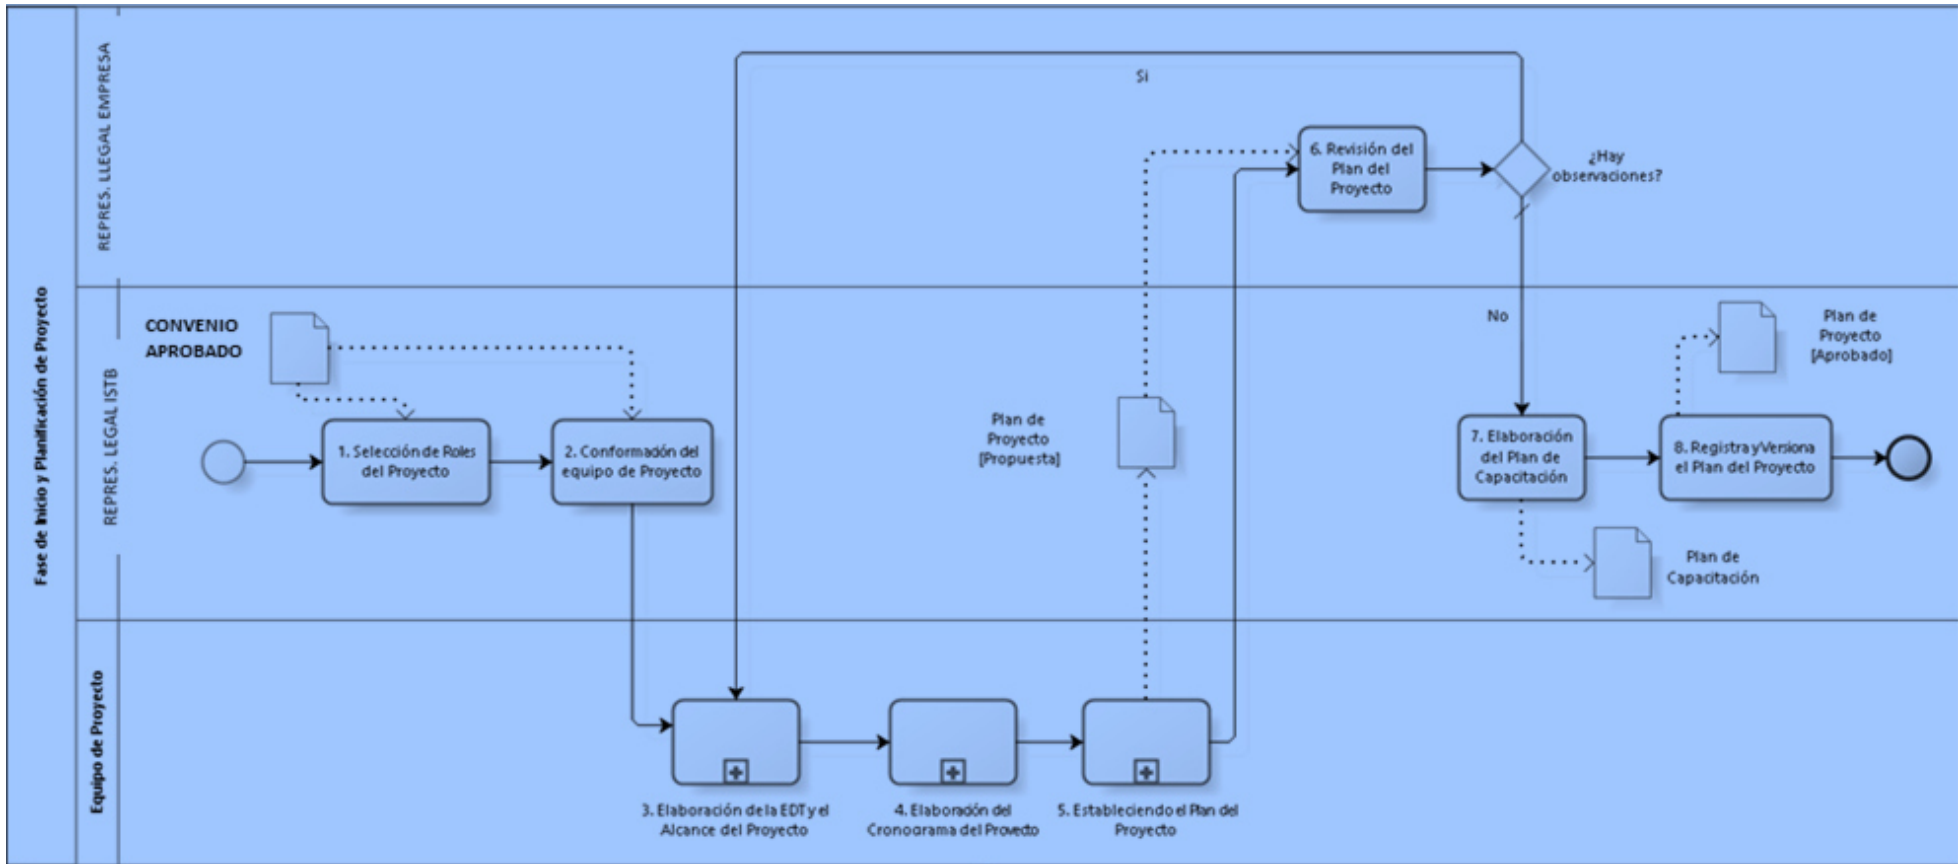 Fase de Inicio y Planificación de Proyecto
REPRES. LLEGAL EMPRESA
Si
6. Revisión del
Plan del
Proyecto
¿Hay
observaciones?
REPRES. LEGAL ISTB
CONVENIO
APROBADO
1. Selección de Roles
del Proyecto
2. Conformación del
equipo de Proyecto
Plan de
Proyecto
[Propuesta]
No
7. Elaboración
del Plan de
Capacitación
8. Registra y Versiona
el Plan del Proyecto
Plan de
Proyecto
[Aprobado]
Plan de
Capacitación
Equipo de Proyecto
3. Elaboración de la EDT y el
Alcance del Proyecto
4. Elaboración del
Cronograma del Proyecto
5. Estableciendo el Plan del
Proyecto